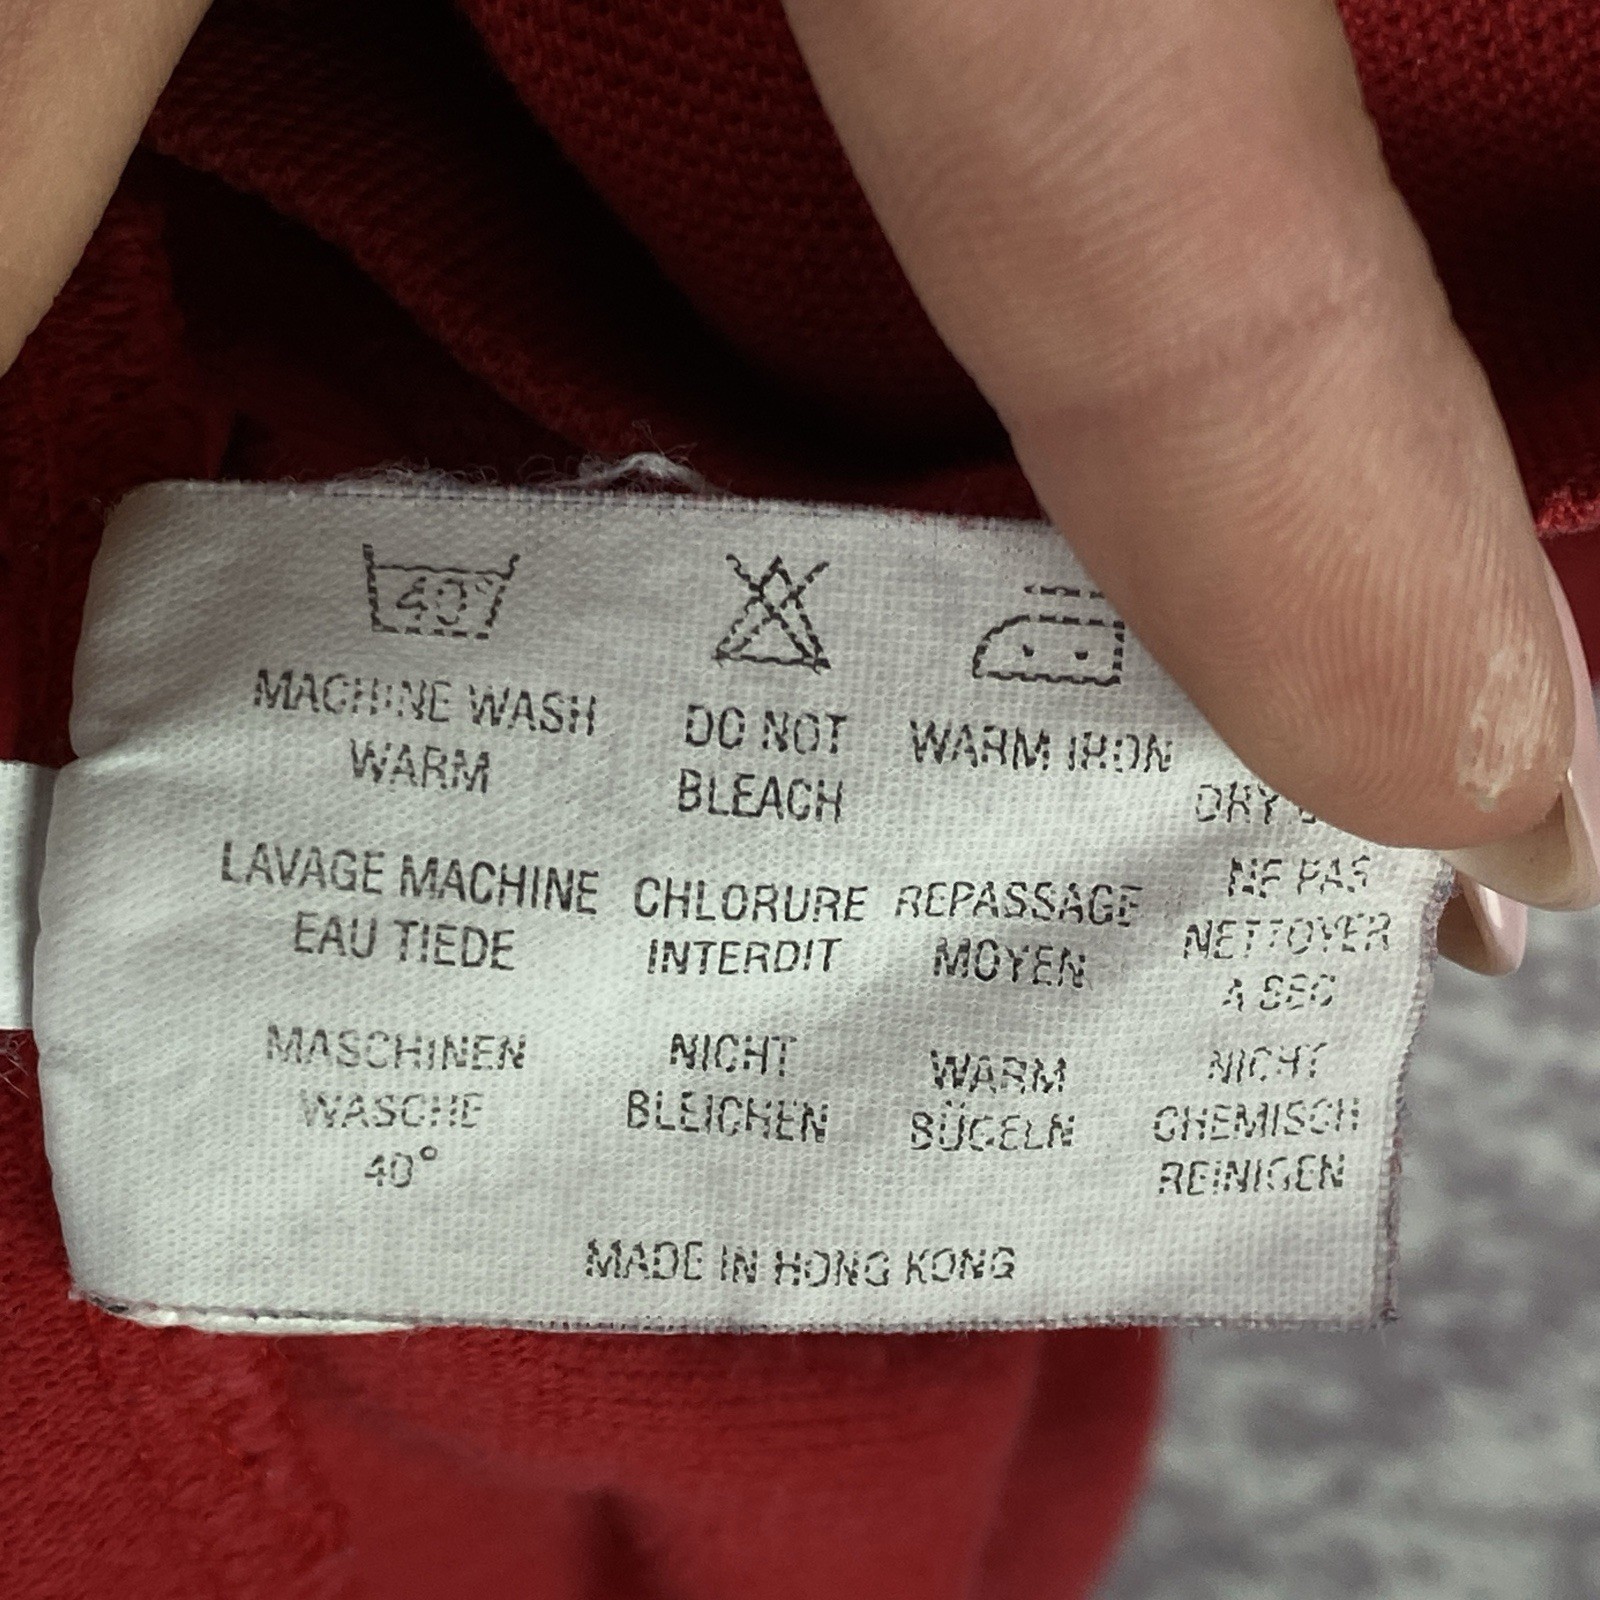 40°
MACHINE WASH
WARM
DO NOT
BLEACH
WARM IRON
DRY
LAVAGE MACHINE
EAU TIEDE
CHLORURE
INTERDIT
REPASSAGE
MOYEN
NE PAS
NETTOYER
A SEC
MASCHINEN
WASCHE
40°
NICHT
BLEICHEN
WARM
BÜGELN
NICHT
CHEMISCH
REINIGEN
MADE IN HONG KONG